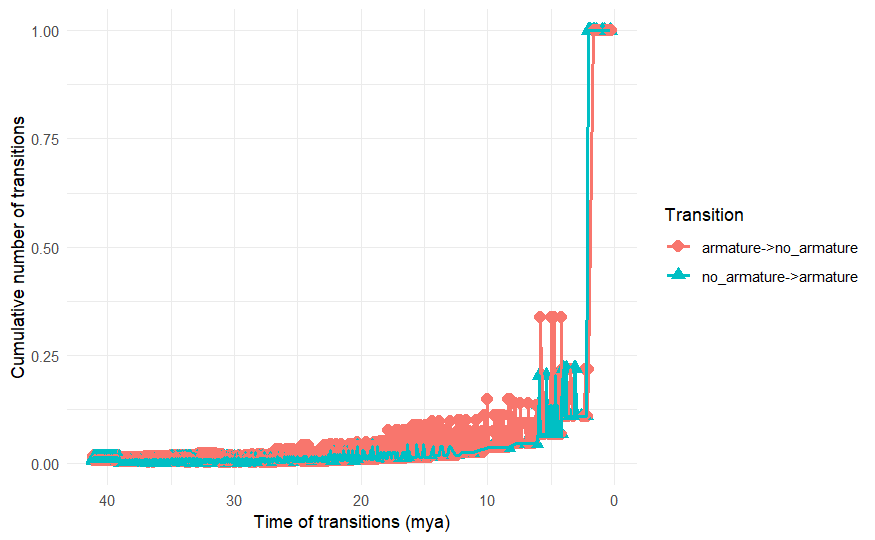 Cumulative number of transitions
1.00
0.75
0.50
0.25
0.00
40
30
20
10
0
Time of transitions (mya)
Transition
armature->no_armature
no_armature->armature